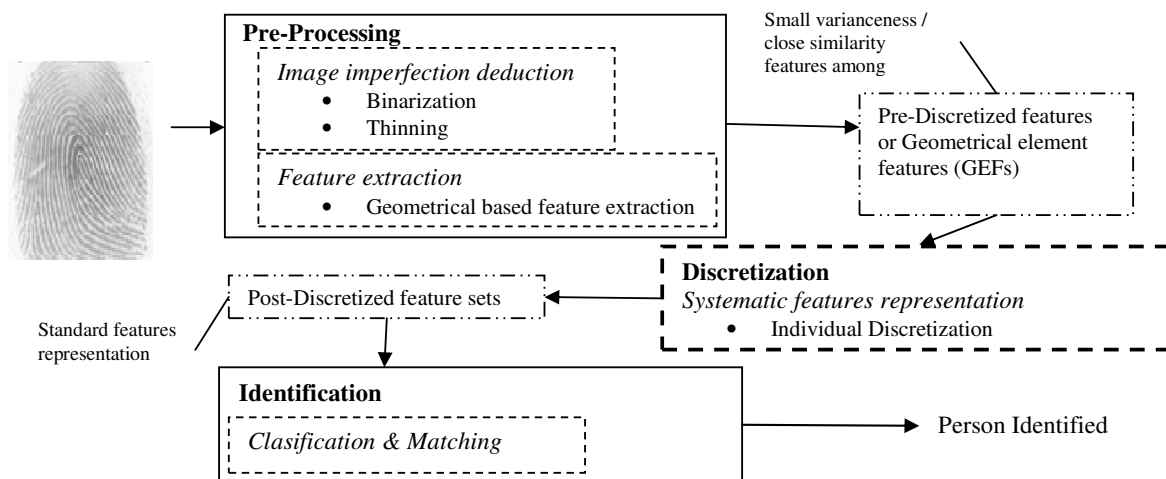 Pre-Processing
Image imperfection deduction
• Binarization
• Thinning
Feature extraction
• Geometrical based feature extraction
Small varianceness /
close similarity
features among
Pre-Discretized features
or Geometrical element
features (GEFs)
Discretization
Systematic features representation
• Individual Discretization
Post-Discretized feature sets
Standard features
representation
Identification
Clasification & Matching
Person Identified